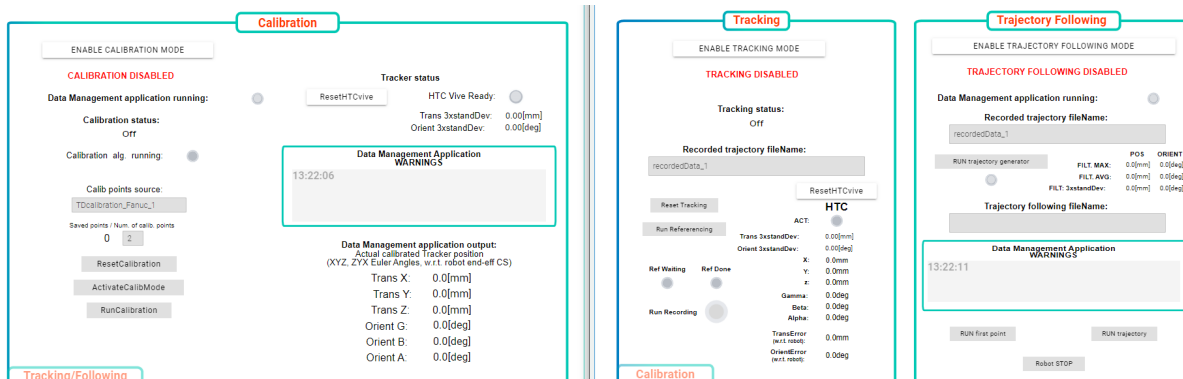 Calibration
ENABLE CALIBRATION MODE
CALIBRATION DISABLED
Data Management application running:
Calibration status:
Off
Calibration alg. running:
Calib points source:
TDcalibration_Fanuc_1
Saved points / Num. of calib. points
0 2
ResetCalibration
ActivateCalibMode
RunCalibration
Tracker status
ResetHTCvive HTC Vive Ready:
Trans 3xstandDev: 0.00[mm]
Orient 3xstandDev: 0.00[deg]
Data Management Application
WARNINGS
13:22:06
Data Management application output:
Actual calibrated Tracker position
(XYZ, ZYX Euler Angles, w.r.t. robot end-eff CS)
Trans X: 0.0[mm]
Trans Y: 0.0[mm]
Trans Z: 0.0[mm]
Orient G: 0.0[deg]
Orient B: 0.0[deg]
Orient A: 0.0[deg]
Tracking/Following
Tracking
ENABLE TRACKING MODE
TRACKING DISABLED
Tracking status:
Off
Recorded trajectory fileName:
recordedData_1
ResetHTCvive
Reset Tracking HTC
ACT:
Run Refererencing
Trans 3xstandDev: 0.00[mm]
Orient 3xstandDev: 0.00[deg]
X: 0.0mm
Ref Waiting Ref Done Y: 0.0mm
z: 0.0mm
Gamma: 0.0deg
Beta: 0.0deg
Run Recording
Alpha: 0.0deg
TransError
(w.r.t. robot): 0.0mm
OrientError
(w.r.t. robot): 0.0deg
Calibration
Trajectory Following
ENABLE TRAJECTORY FOLLOWING MODE
TRAJECTORY FOLLOWING DISABLED
Data Management application running:
Recorded trajectory fileName:
recordedData_1
POS ORIENT
RUN trajectory generator
FILT. MAX: 0.0[mm] 0.0[deg]
FILT. AVG: 0.0[mm] 0.0[deg]
FILT: 3xstandDev: 0.0[mm] 0.0[deg]
Trajectory following fileName:
Data Management Application
WARNINGS
13:22:11
RUN first point RUN trajectory
Robot STOP